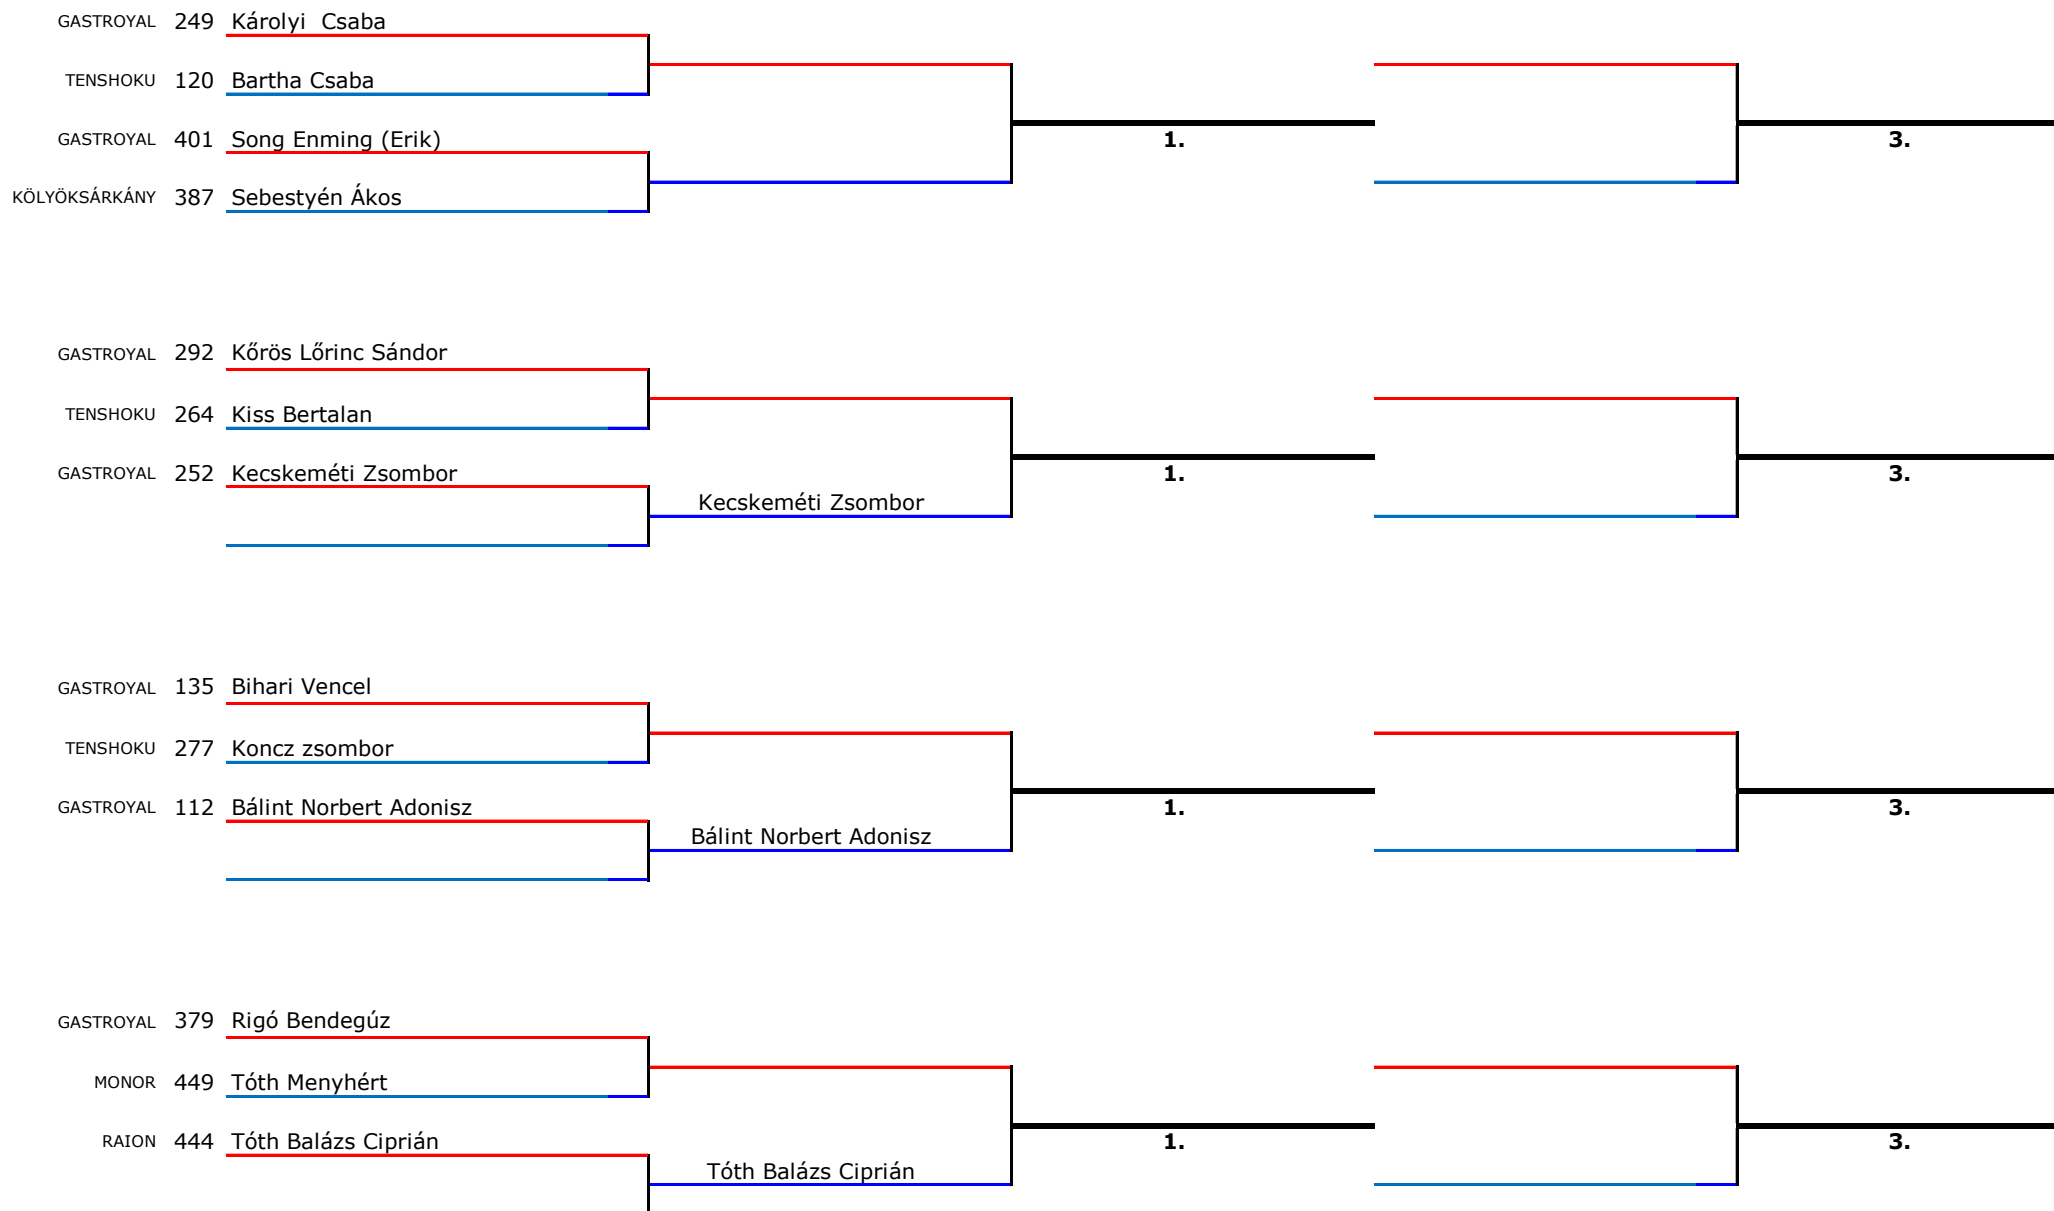 GASTROYAL 249 Károlyi  Csaba
TENSHOKU 120 Bartha Csaba
1. 3.
GASTROYAL 401 Song Enming (Erik)
KÖLYÖKSÁRKÁNY 387 Sebestyén Ákos
GASTROYAL 292 Kőrös Lőrinc Sándor
TENSHOKU 264 Kiss Bertalan
GASTROYAL 252 Kecskeméti Zsombor 1. 3.
Kecskeméti Zsombor
GASTROYAL 135 Bihari Vencel
TENSHOKU 277 Koncz zsombor
GASTROYAL 112 Bálint Norbert Adonisz 1. 3.
Bálint Norbert Adonisz
GASTROYAL 379 Rigó Bendegúz
MONOR 449 Tóth Menyhért
RAION 444 Tóth Balázs Ciprián 1. 3.
Tóth Balázs Ciprián